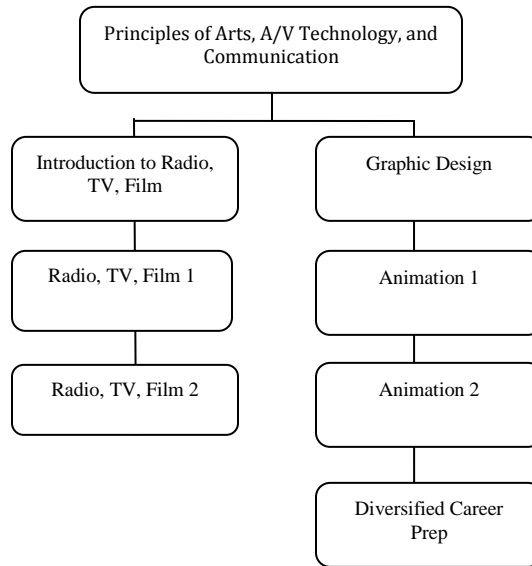 Principles of Arts, A/V Technology, and
Communication
Introduction to Radio,
TV, Film
Graphic Design
Radio, TV, Film 1
Animation 1
Radio, TV, Film 2
Animation 2
Diversified Career
Prep